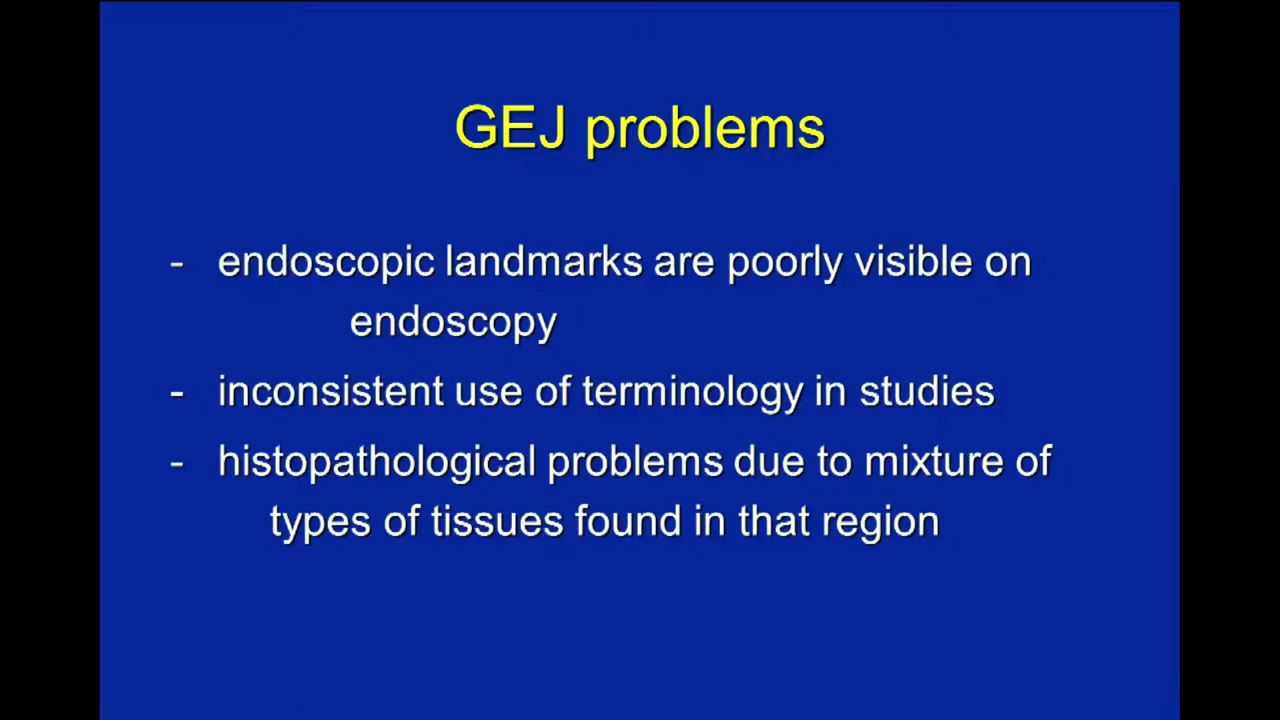 GEJ problems
- endoscopic landmarks are poorly visible on
endoscopy
- inconsistent use of terminology in studies
- histopathological problems due to mixture of
types of tissues found in that region